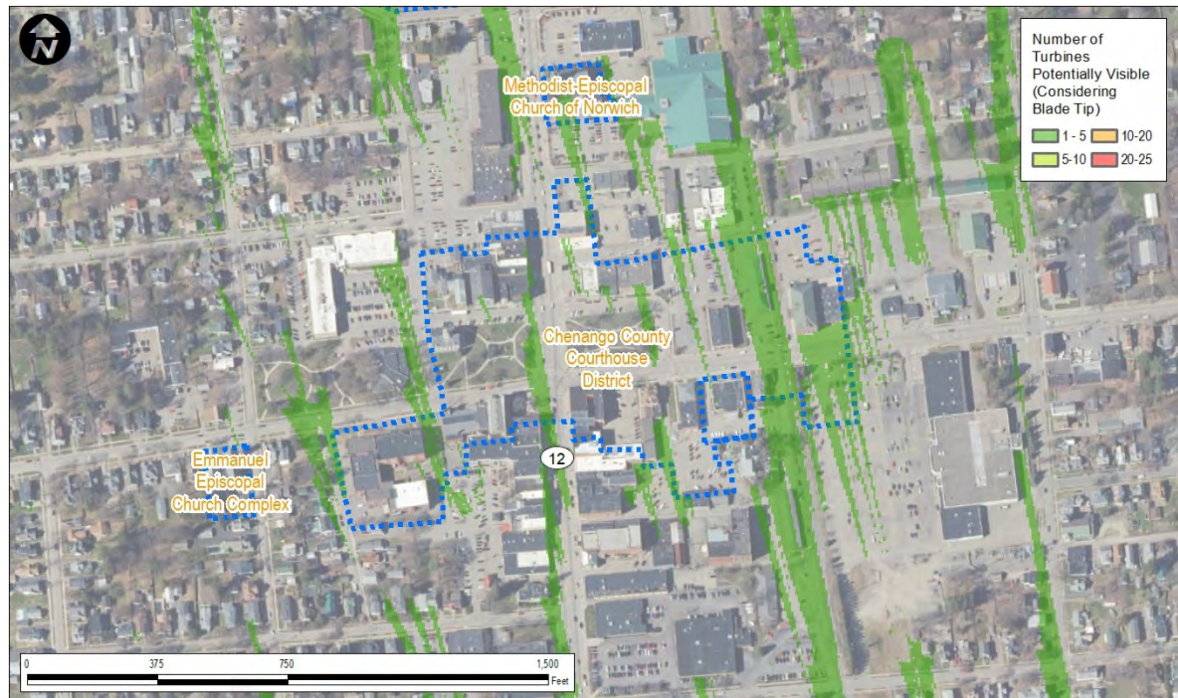 N
Number of
Turbines
Potentially Visible
(Considering
Blade Tip)
1 - 5
10-20
5-10
20-25
Methodist-Episcopal
Church of Norwich
Chenango County
Courthouse
District
12
Emmanuel
Episcopal
Church Complex
0
375
750
1,500
Feet